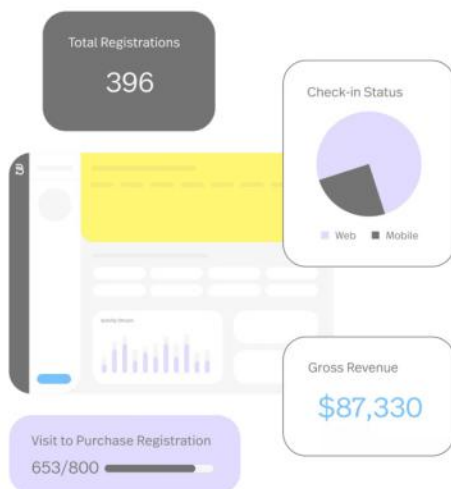 Total Registrations
396
Check-in Status
Web
Mobile
Gross Revenue
$87,330
Visit to Purchase Registration
653/800